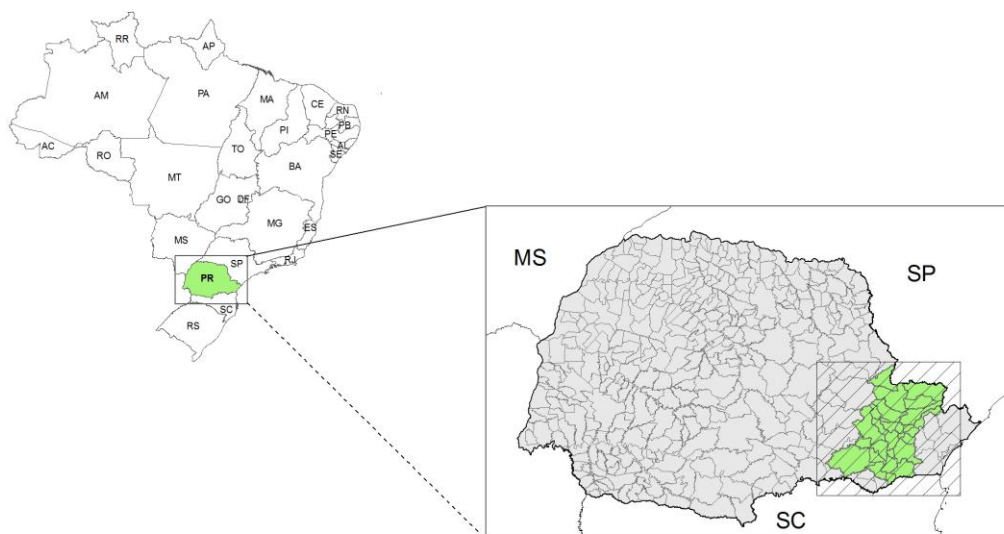 RR
AP
AM
PA
MA
CE
RN
PB
PE
PI
AL
SE
AC
RO
TO
BA
MT
GO
DF
MG
ES
MS
SP
RJ
PR
SC
RS
MS
SP
SC